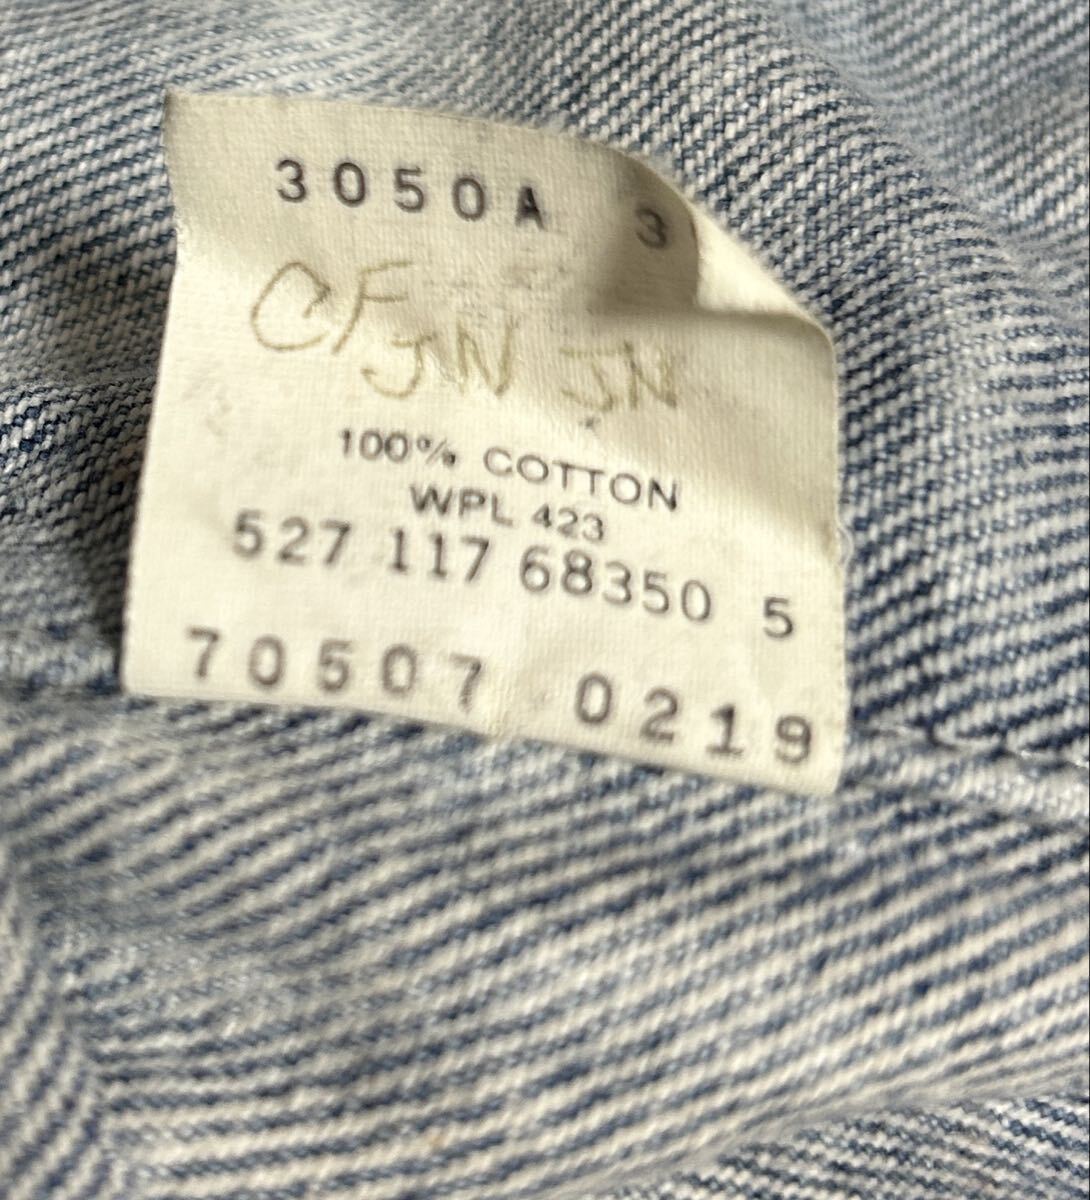 3050A 3
CF JN JN
100% COTTON
WPL 423
527 117 68350 5
70507 0219